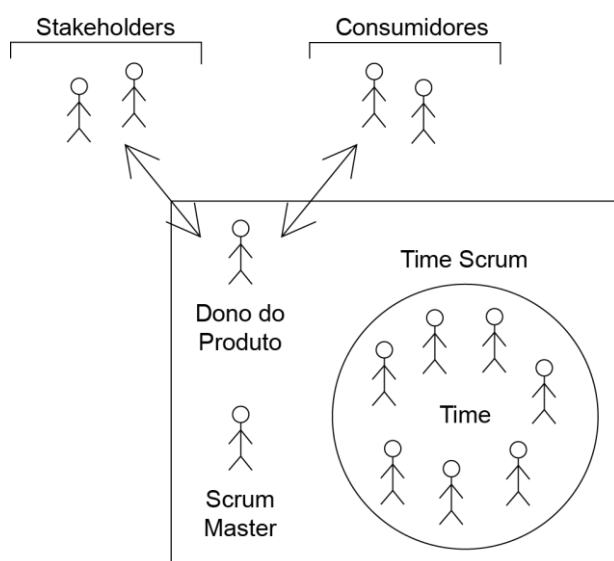 Stakeholders
Consumidores
Time Scrum
Dono do
Produto
Time
Scrum
Master